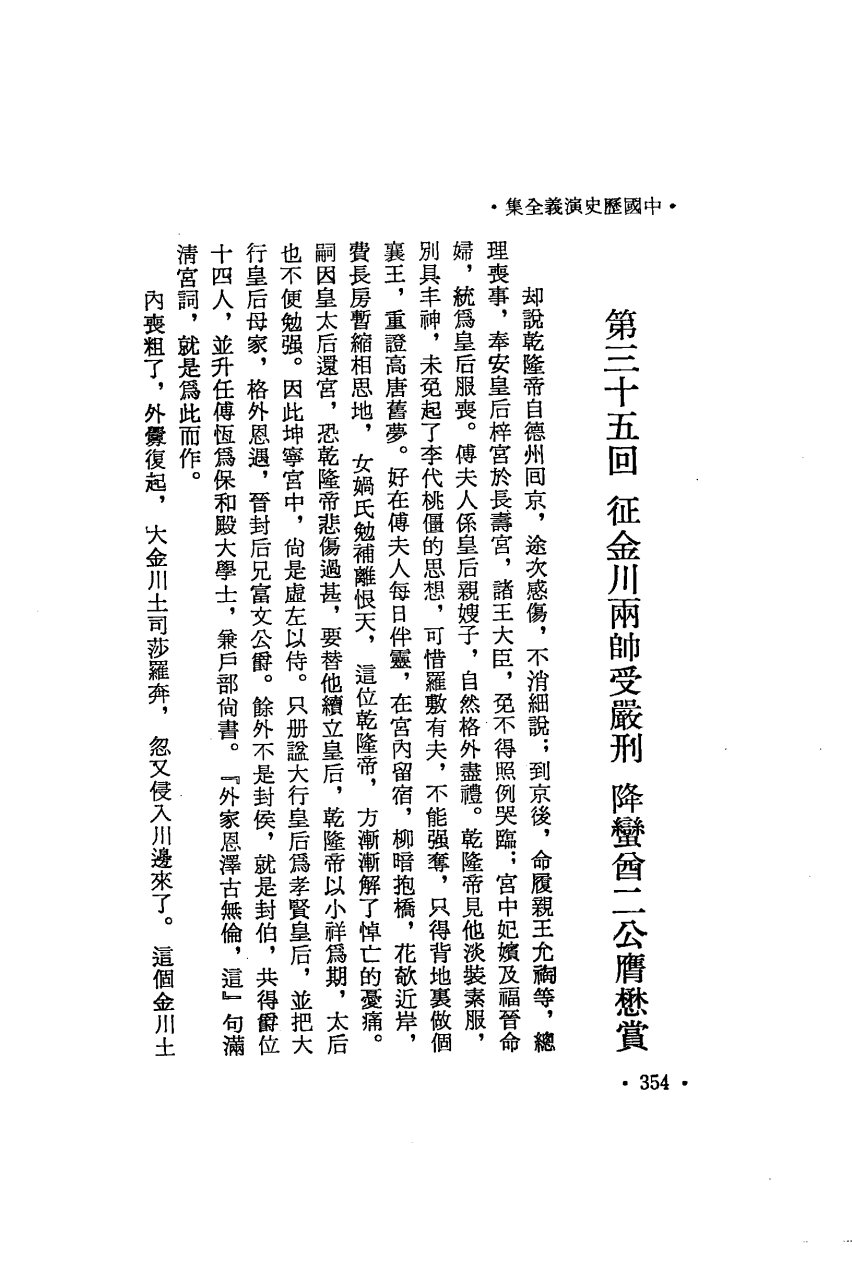 •中國歷史演義全集•
第三十五回 征金川兩帥受嚴刑 降蠻酋二公膺懋賞
却說乾隆帝自德州囘京，途次感傷，不消細說；到京後，命履親王允祹等，總
理喪事，奉安皇后梓宮於長壽宮，諸王大臣，免不得照例哭臨；宮中妃嬪及福晉命
婦，統爲皇后服喪。傅夫人係皇后親嫂子，自然格外盡禮。乾隆帝見他淡裝素服，
別具丰神，未免起了李代桃僵的思想，可惜羅敷有夫，不能强奪，只得背地裏做個
襄王，重證高唐舊夢。好在傅夫人每日伴靈，在宮內留宿，柳暗抱橋，花欹近岸，
費長房暫縮相思地，女媧氏勉補離恨天，這位乾隆帝，方漸漸解了悼亡的憂痛。
嗣因皇太后還宮，恐乾隆帝悲傷過甚，要替他續立皇后，乾隆帝以小祥爲期，太后
也不便勉强。因此坤寧宮中，尙是虛左以待。只册諡大行皇后爲孝賢皇后，並把大
行皇后母家，格外恩遇，晉封后兄富文公爵。餘外不是封侯，就是封伯，共得爵位
十四人，並升任傅恆爲保和殿大學士，兼戶部尙書。『外家恩澤古無倫，這』句滿
清宮詞，就是爲此而作。
內喪粗了，外釁復起，大金川土司莎羅奔，忽又侵入川邊來了。這個金川土
•354•